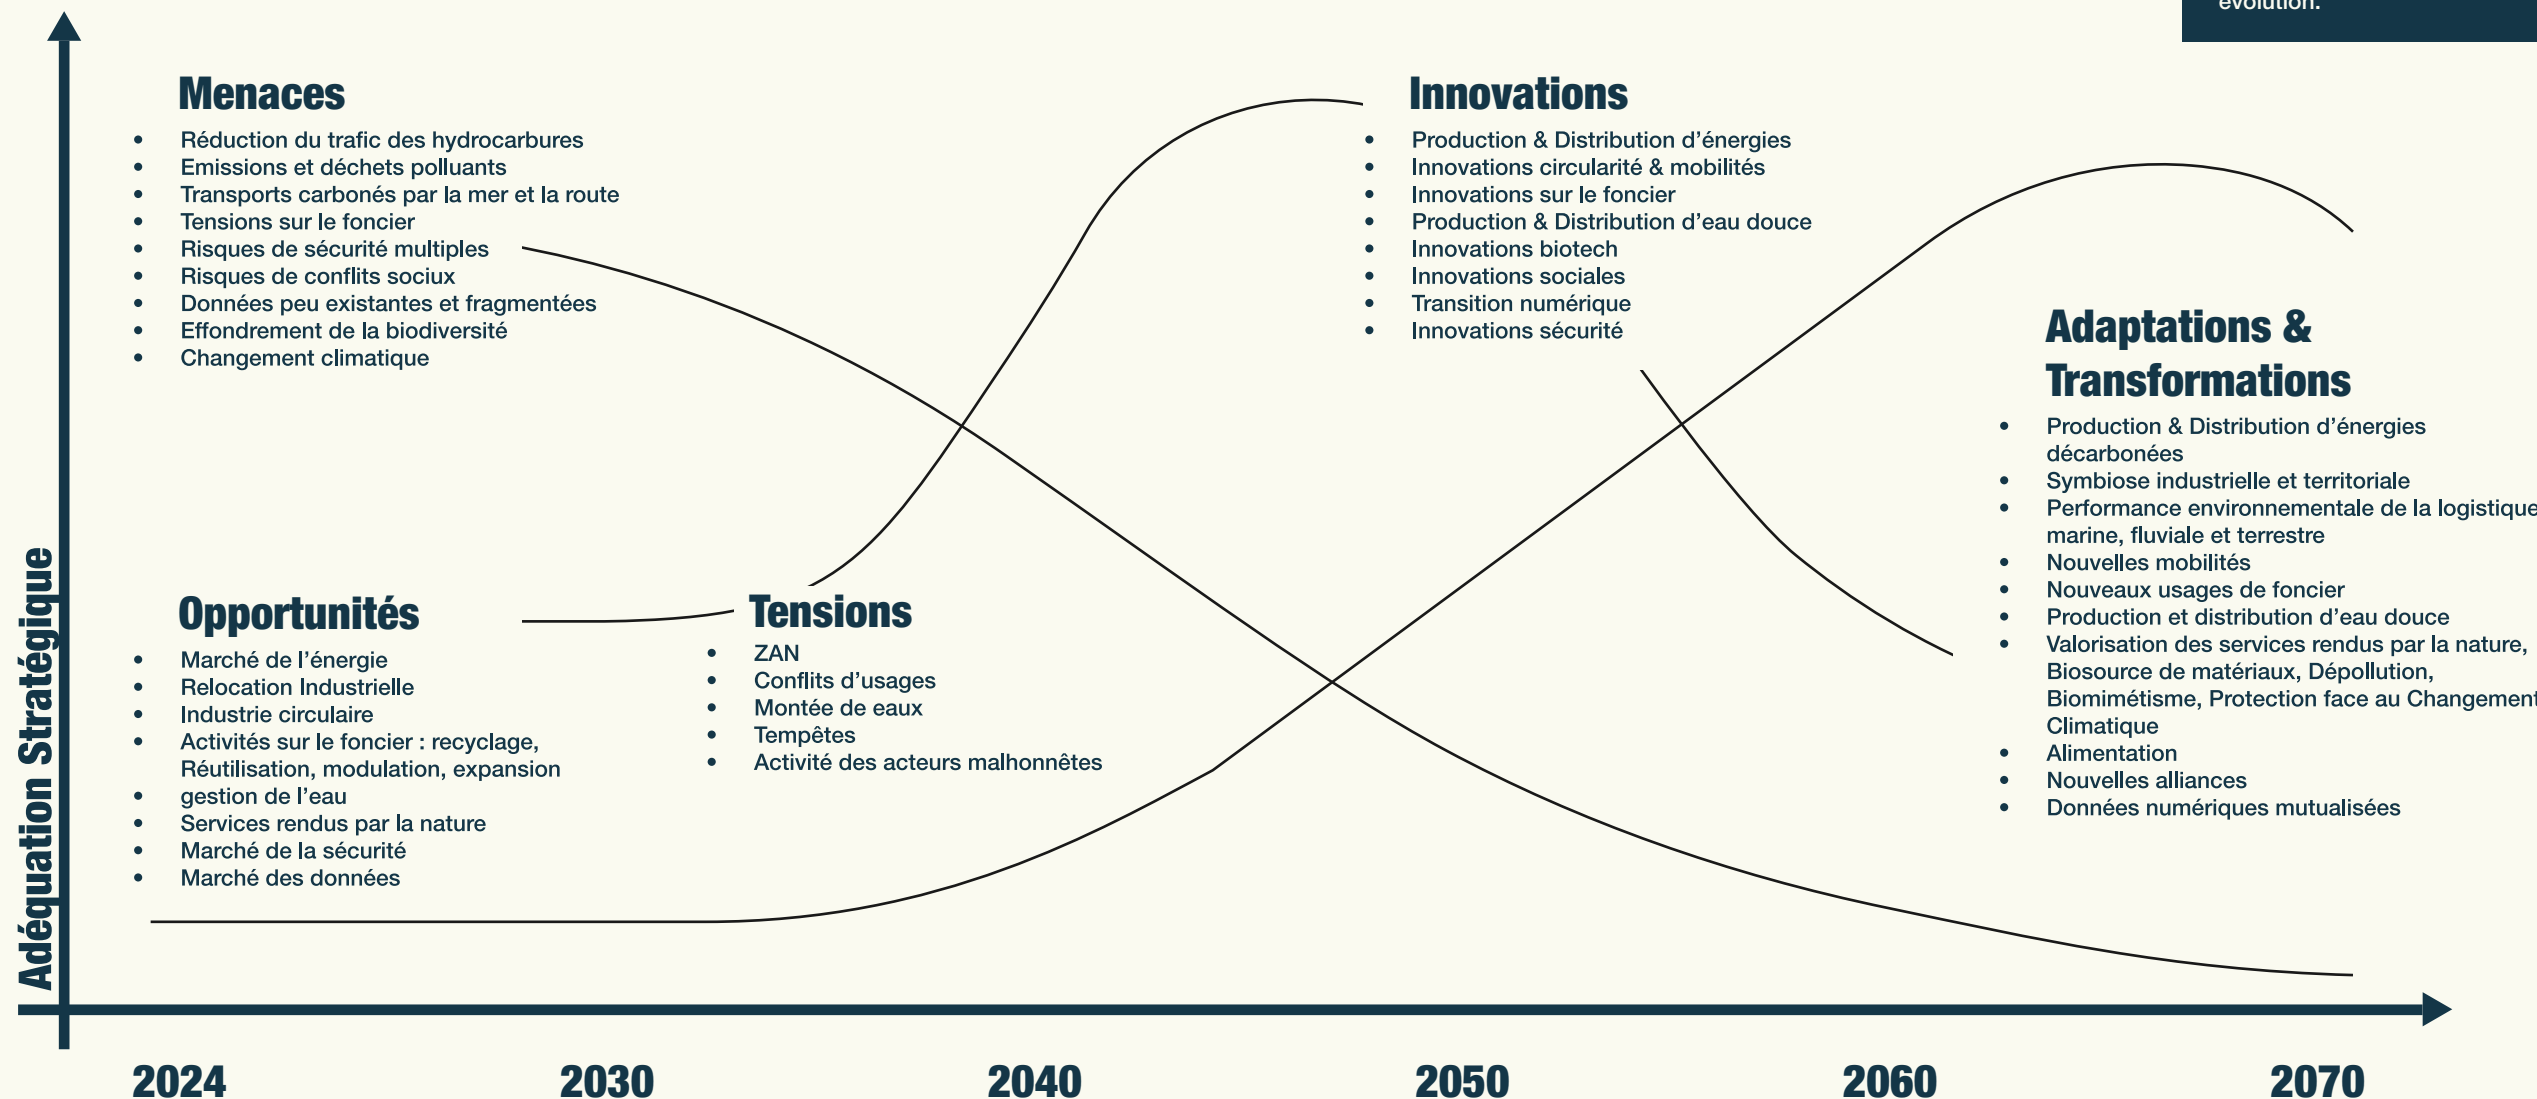 évolution.
Menaces
• Réduction du trafic des hydrocarbures
• Emissions et déchets polluants
• Transports carbonés par la mer et la route
• Tensions sur le foncier
• Risques de sécurité multiples
• Risques de conflits sociux
• Données peu existantes et fragmentées
• Effondrement de la biodiversité
• Changement climatique
Innovations
• Production & Distribution d’énergies
• Innovations circularité & mobilités
• Innovations sur le foncier
• Production & Distribution d’eau douce
• Innovations biotech
• Innovations sociales
• Transition numérique
• Innovations sécurité
Adaptations &
Transformations
• Production & Distribution d’énergies
décarbonées
• Symbiose industrielle et territoriale
• Performance environnementale de la logistique
marine, fluviale et terrestre
• Nouvelles mobilités
• Nouveaux usages de foncier
• Production et distribution d’eau douce
• Valorisation des services rendus par la nature,
Biosource de matériaux, Dépollution,
Biomimétisme, Protection face au Changement
Climatique
• Alimentation
• Nouvelles alliances
• Données numériques mutualisées
Opportunités
• Marché de l’énergie
• Relocation Industrielle
• Industrie circulaire
• Activités sur le foncier : recyclage,
Réutilisation, modulation, expansion
• gestion de l’eau
• Services rendus par la nature
• Marché de la sécurité
• Marché des données
Tensions
• ZAN
• Conflits d’usages
• Montée de eaux
• Tempêtes
• Activité des acteurs malhonnêtes
Adéquation Stratégique
2024
2030
2040
2050
2060
2070